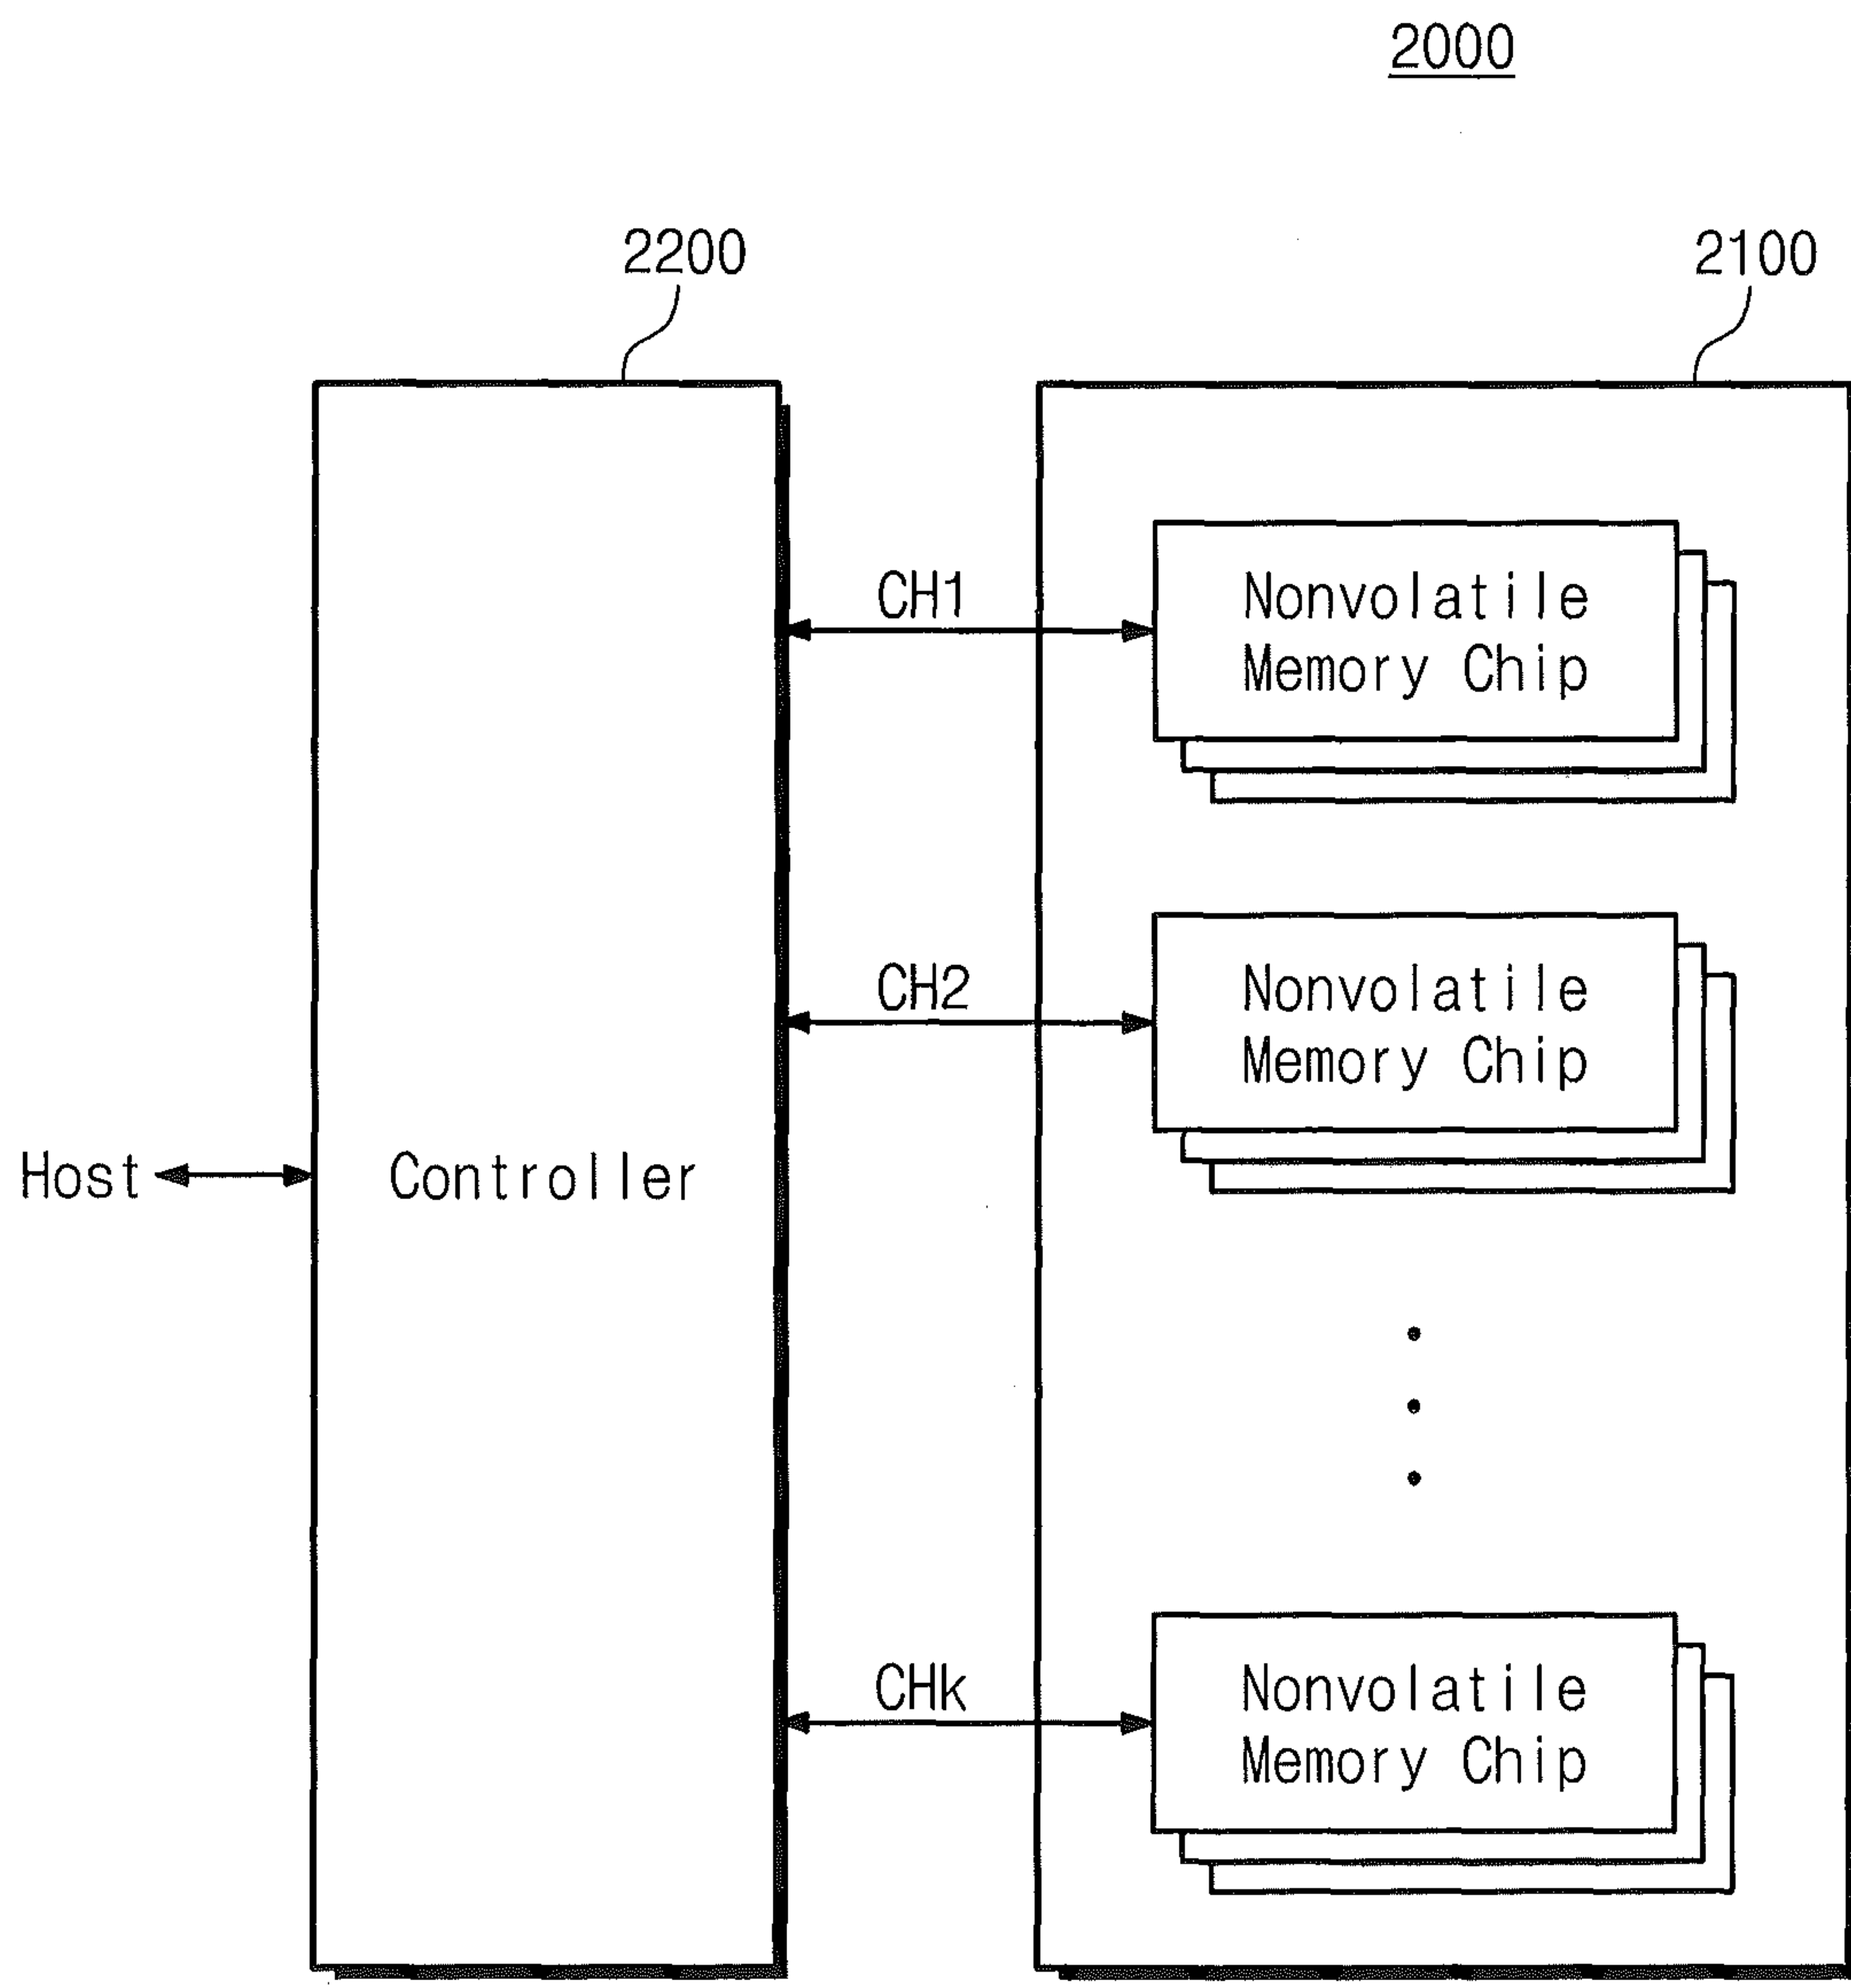 2000
2200
2100
CH1
Nonvolatile
Memory Chip
CH2
Nonvolatile
Memory Chip
Host
Controller
CHk
Nonvolatile
Memory Chip